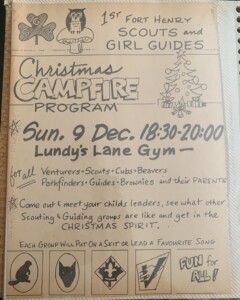 1st FORT HENRY
SCOUTS and
GIRL GUIDES
Christmas
CAMPFIRE
PROGRAM
* Sun. 9 Dec. 18:30-20:00
Lundy's Lane Gym —
for all Venturers · Scouts · Cubs · Beavers
Pathfinders · Guides · Brownies and their PARENTS
* Come out & meet your childs leaders, see what other
Scouting & Guiding groups are like and get in the
CHRISTMAS SPIRIT.
EACH GROUP WILL PUT ON A SKIT OR LEAD A FAVOURITE SONG
FUN for
ALL!